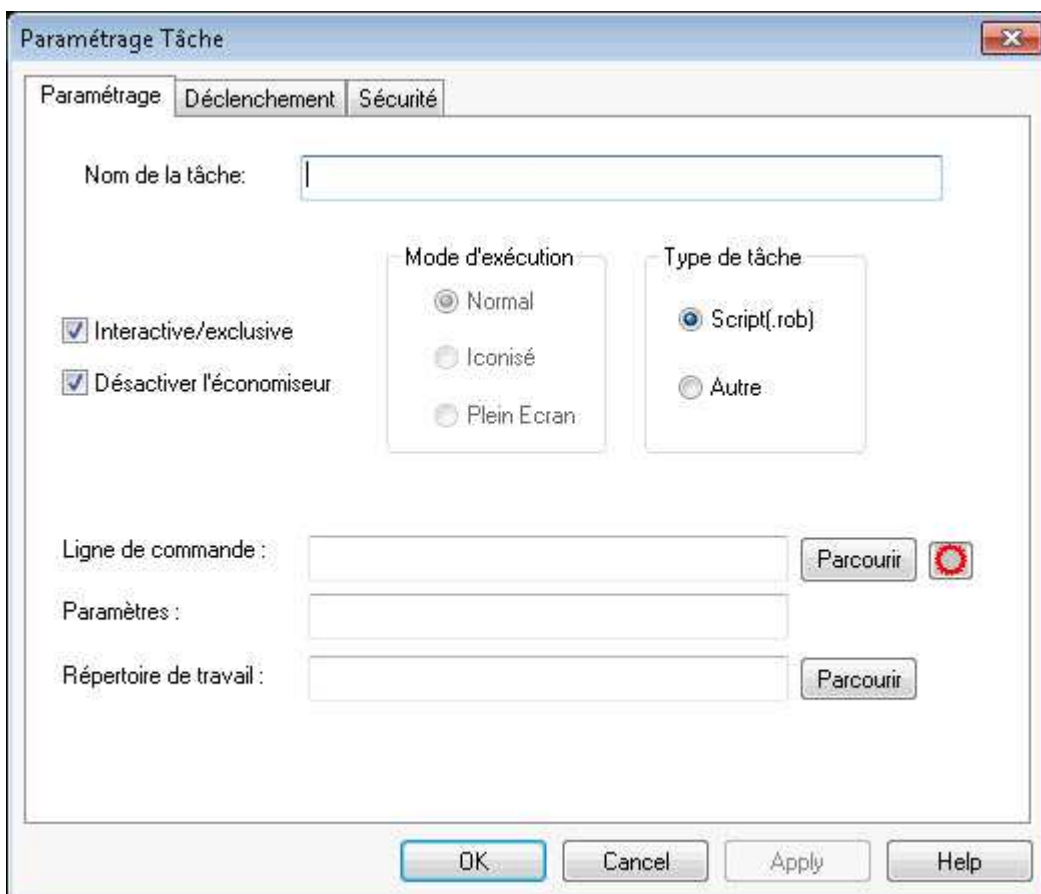 Paramétrage Tâche
Paramétrage
Déclenchement
Sécurité
Nom de la tâche:
Mode d'exécution
Type de tâche
Normal
Script(.rob)
Interactive/exclusive
Iconisé
Désactiver l'économiseur
Autre
Plein Ecran
Ligne de commande :
Parcourir
Paramètres :
Répertoire de travail :
Parcourir
OK
Cancel
Apply
Help